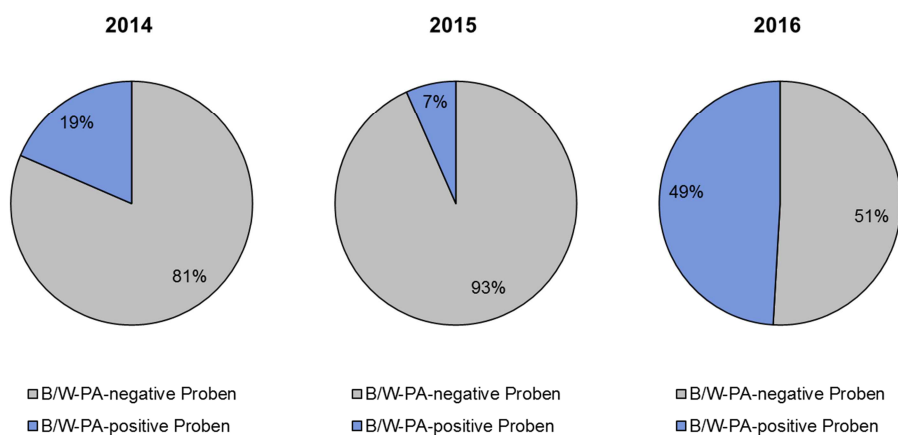 2014
2015
2016
19%
81%
7%
93%
49%
51%
B/W-PA-negative Proben
B/W-PA-positive Proben
B/W-PA-negative Proben
B/W-PA-positive Proben
B/W-PA-negative Proben
B/W-PA-positive Proben